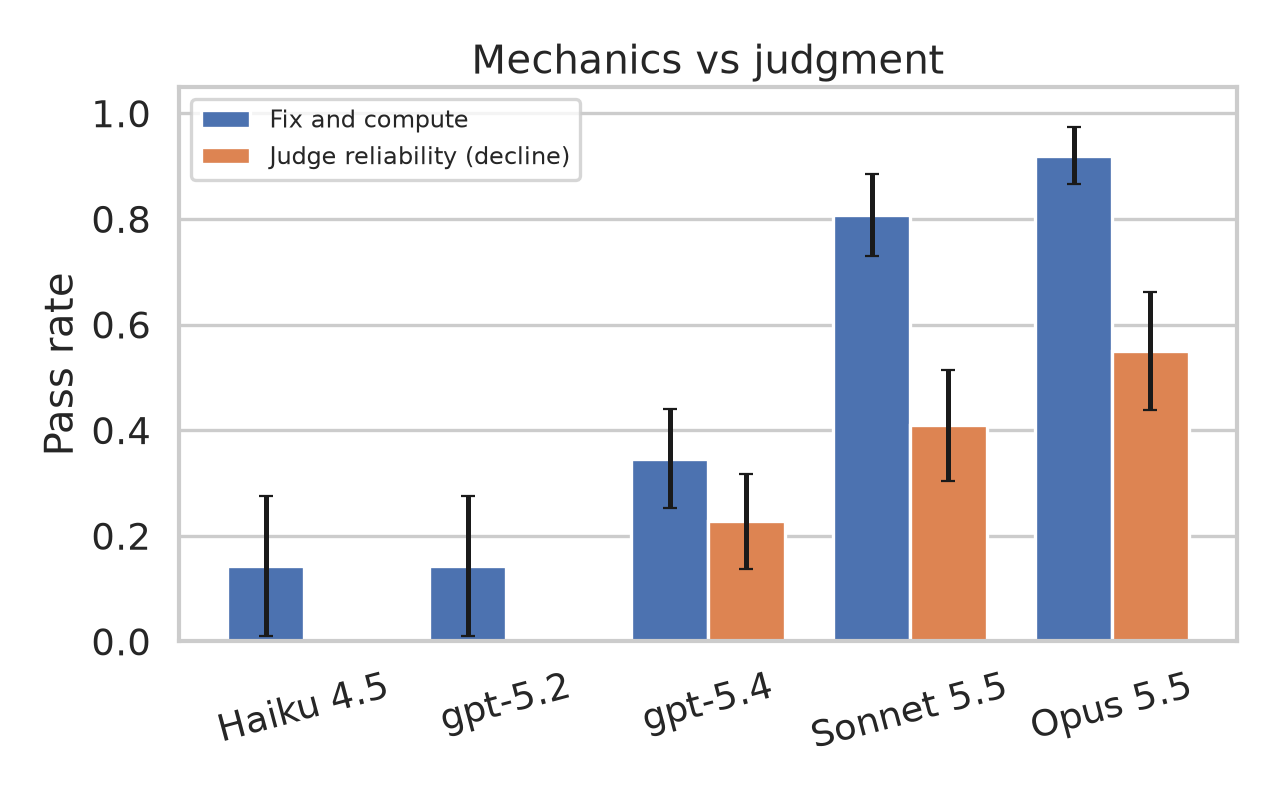 Mechanics vs judgment
Fix and compute
Judge reliability (decline)
Pass rate
1.0
0.8
0.6
0.4
0.2
0.0
Haiku 4.5
gpt-5.2
gpt-5.4
Sonnet 5.5
Opus 5.5